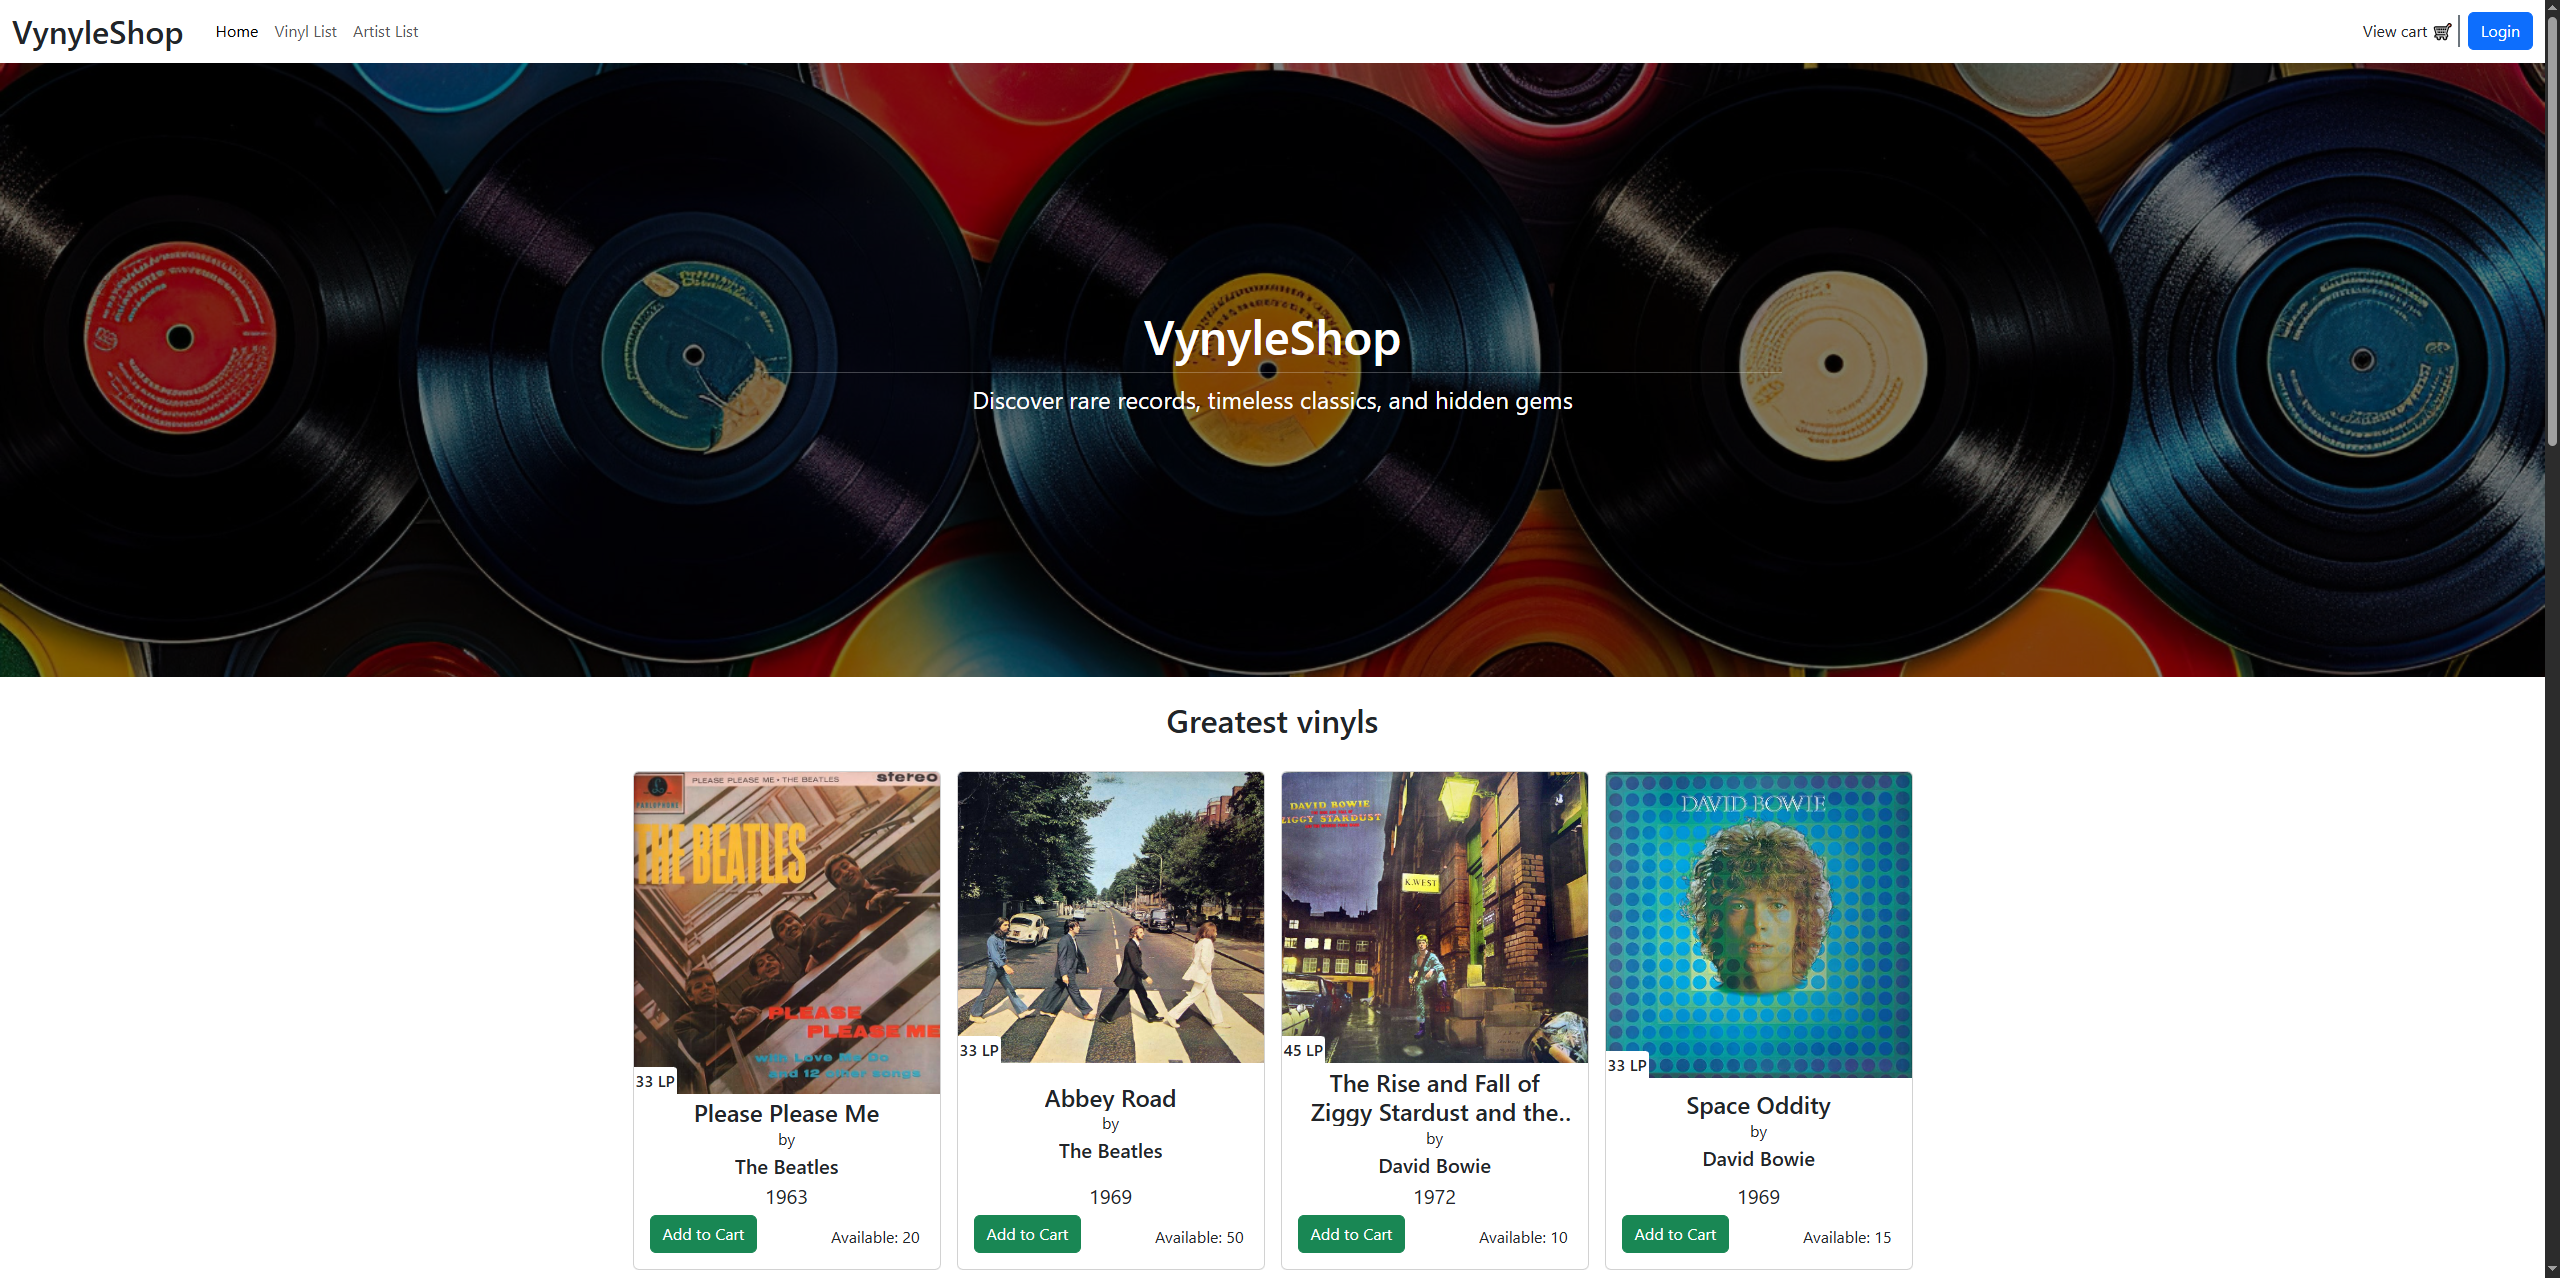 VynyleShop
Home Vinyl List Artist List
View cart
Login
VynyleShop
Discover rare records, timeless classics, and hidden gems
Greatest vinyls
PLEASE PLEASE ME • THE BEATLES stereo
PARLOPHONE
THE BEATLES
PLEASE
PLEASE ME
with Love Me Do
and 12 other songs
33 LP
Please Please Me
by
The Beatles
1963
Add to Cart
Available: 20
33 LP
Abbey Road
by
The Beatles
1969
Add to Cart
Available: 50
DAVID BOWIE
ZIGGY STARDUST
K.WEST
45 LP
The Rise and Fall of
Ziggy Stardust and the..
by
David Bowie
1972
Add to Cart
Available: 10
DAVID BOWIE
33 LP
Space Oddity
by
David Bowie
1969
Add to Cart
Available: 15